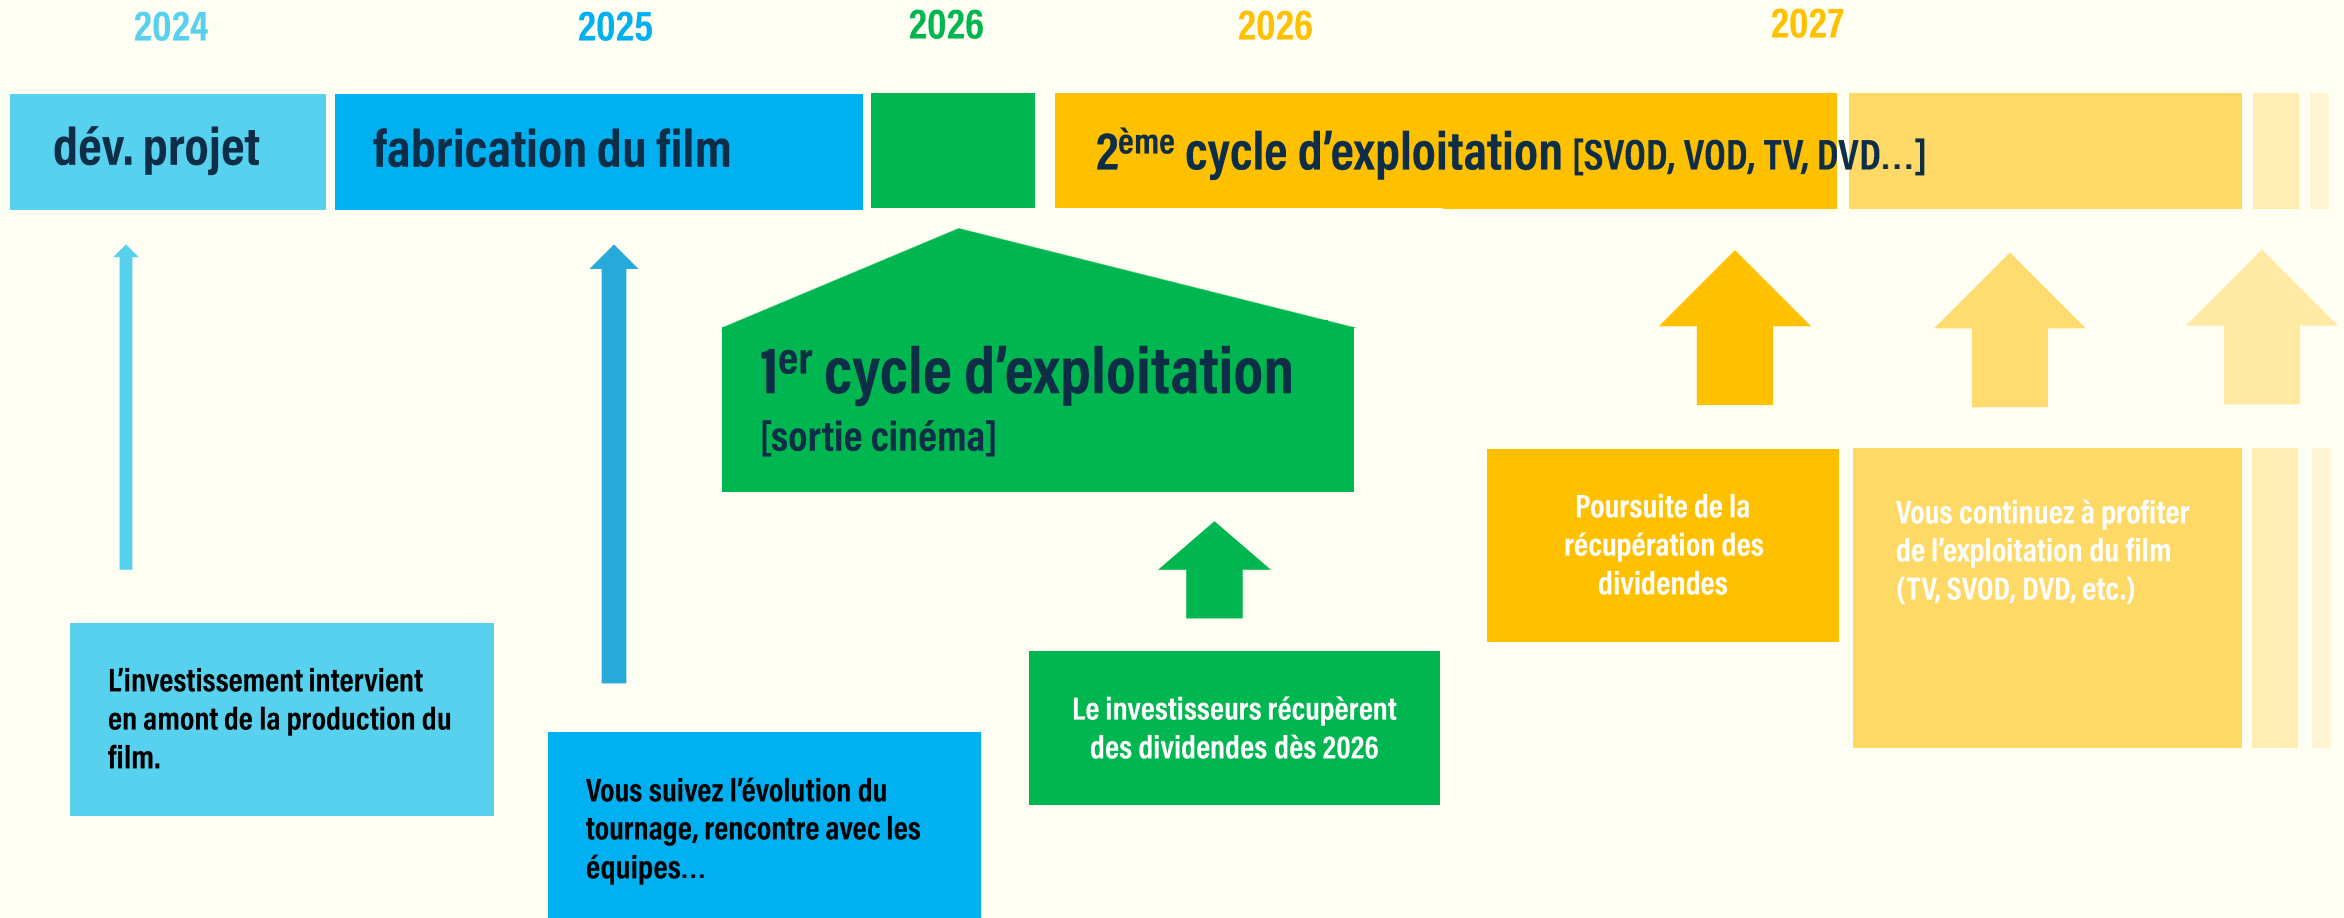 2024
2025
2026
2026
2027
dév. projet
fabrication du film
2ème cycle d’exploitation [SVOD, VOD, TV, DVD…]
1er cycle d’exploitation
[sortie cinéma]
L’investissement intervient
en amont de la production du
film.
Vous suivez l’évolution du
tournage, rencontre avec les
équipes…
Le investisseurs récupèrent
des dividendes dès 2026
Poursuite de la
récupération des
dividendes
Vous continuez à profiter
de l’exploitation du film
(TV, SVOD, DVD, etc.)